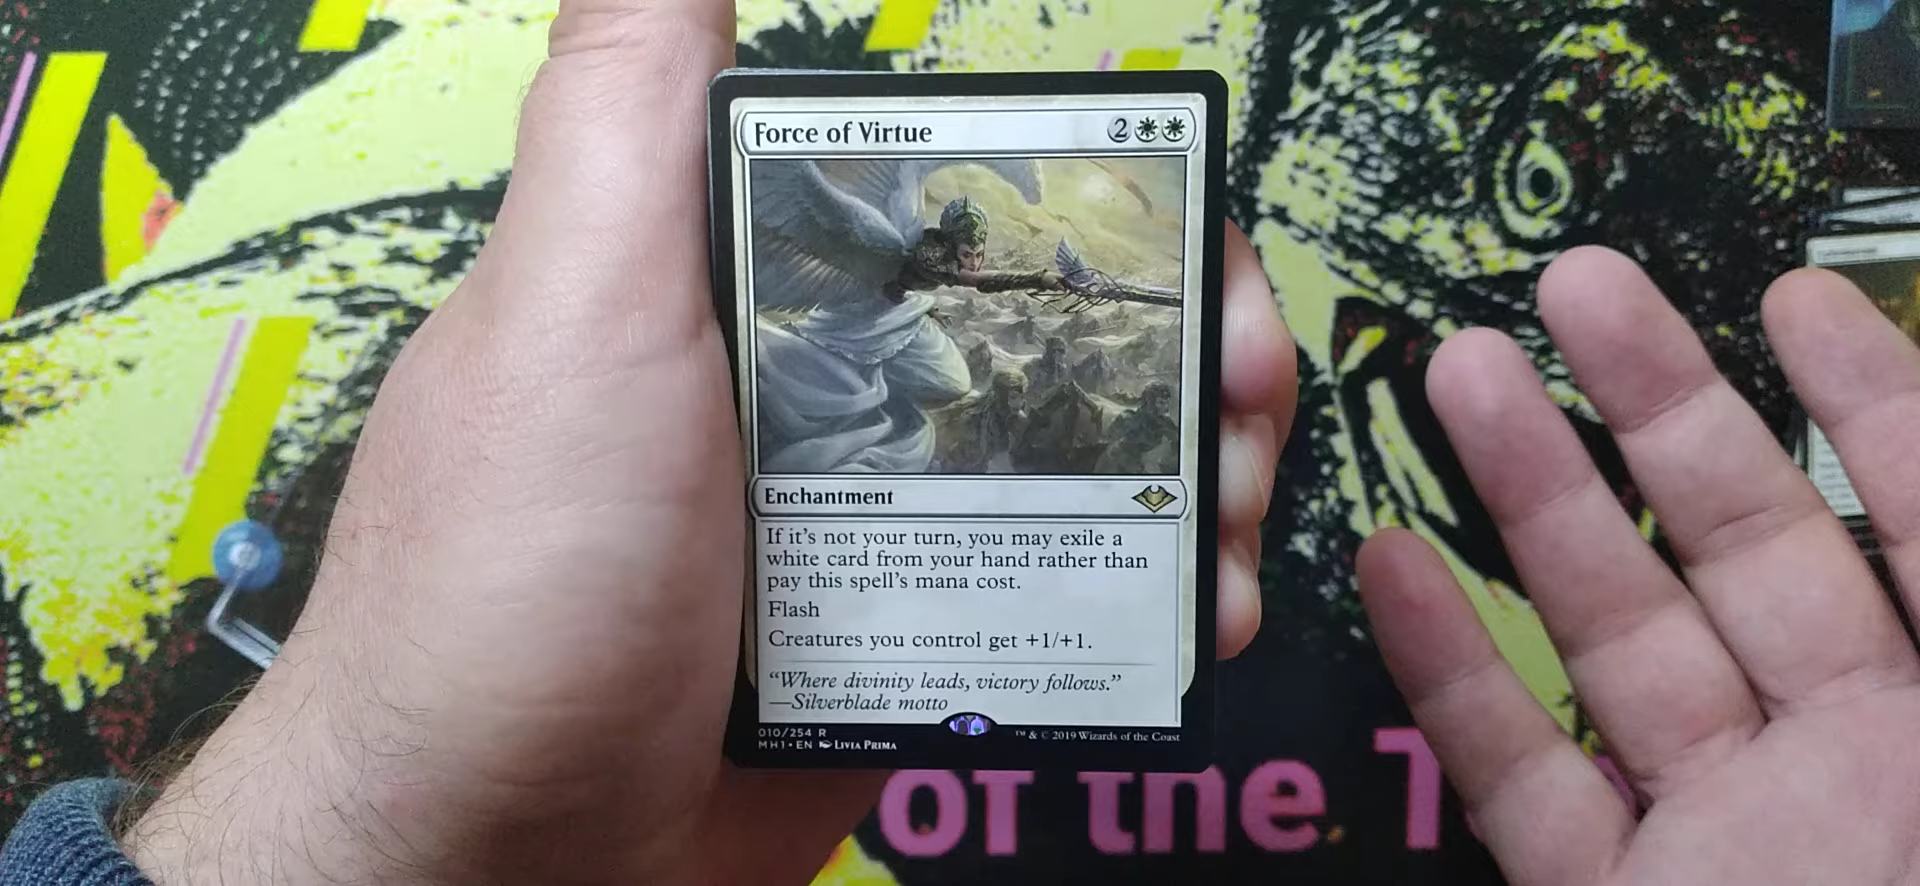 Force of Virtue 2
Enchantment
If it's not your turn, you may exile a
white card from your hand rather than
pay this spell's mana cost.
Flash
Creatures you control get +1/+1.
“Where divinity leads, victory follows.”
—Silverblade motto
010/254 R
MH1 • EN LIVIA PRIMA
™ & © 2019 Wizards of the Coast
of the T